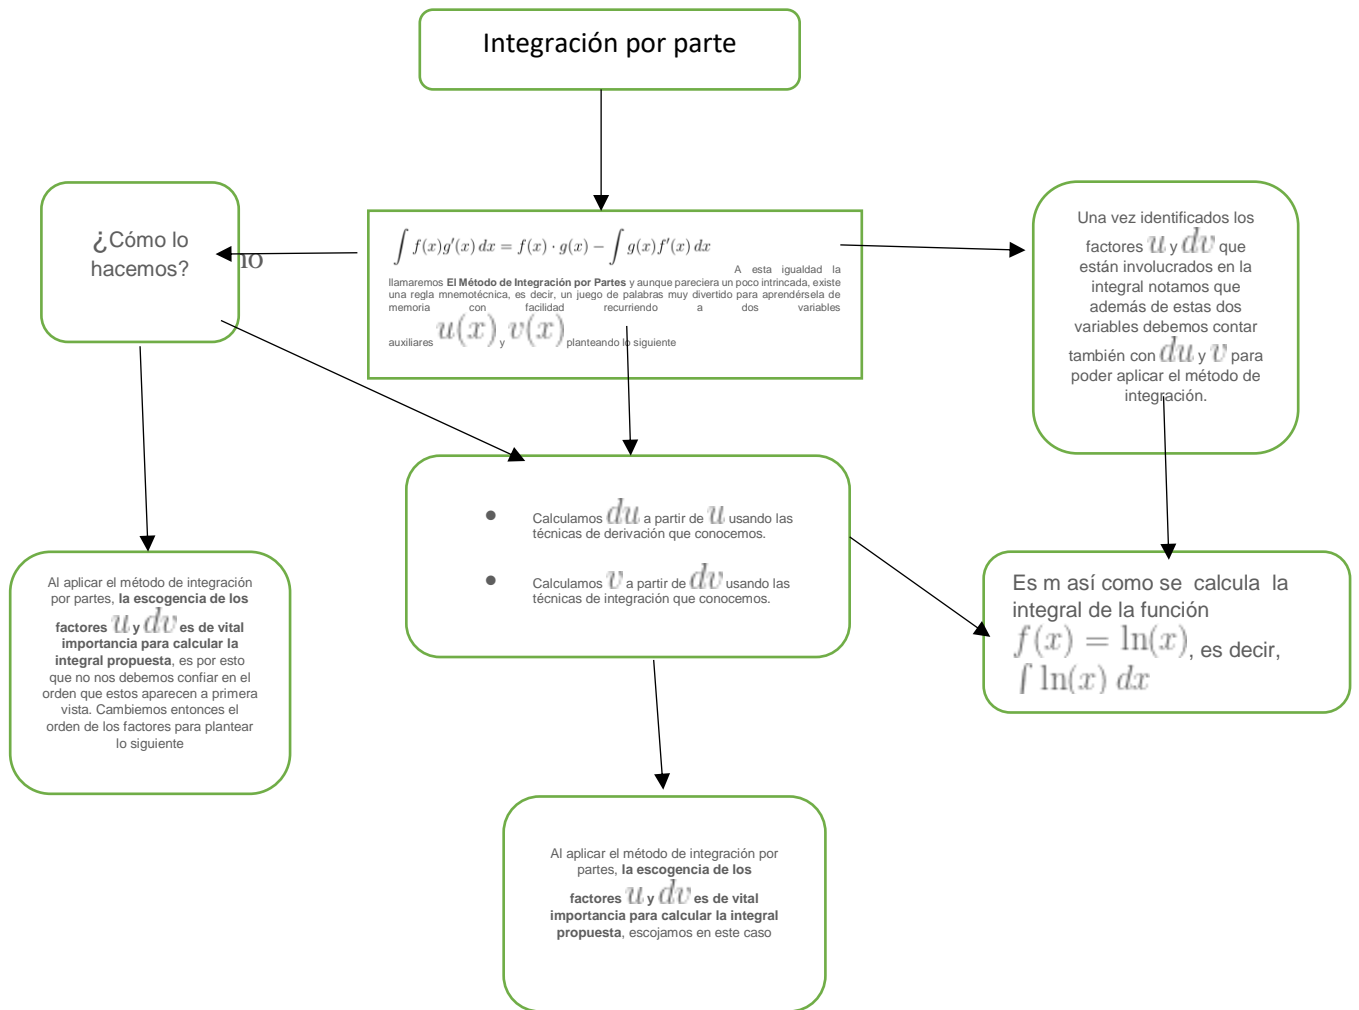 Integración por parte
¿Cómo lo
hacemos?
no
∫ f(x)g′(x) dx = f(x) · g(x) − ∫ g(x)f′(x) dx
A esta igualdad la
llamaremos El Método de Integración por Partes y aunque pareciera un poco intrincada, existe
una regla mnemotécnica, es decir, un juego de palabras muy divertido para aprendérsela de
memoria con facilidad recurriendo a dos variables
auxiliares u(x) y v(x) planteando lo siguiente
Una vez identificados los
factores u y dv que
están involucrados en la
integral notamos que
además de estas dos
variables debemos contar
también con du y v para
poder aplicar el método de
integración.
Calculamos du a partir de u usando las
técnicas de derivación que conocemos.
Calculamos v a partir de dv usando las
técnicas de integración que conocemos.
Al aplicar el método de integración
por partes, la escogencia de los
factores u y dv es de vital
importancia para calcular la
integral propuesta, es por esto
que no nos debemos confiar en el
orden que estos aparecen a primera
vista. Cambiemos entonces el
orden de los factores para plantear
lo siguiente
Es m así como se calcula la
integral de la función
f(x) = ln(x), es decir,
∫ ln(x) dx
Al aplicar el método de integración por
partes, la escogencia de los
factores u y dv es de vital
importancia para calcular la integral
propuesta, escojamos en este caso